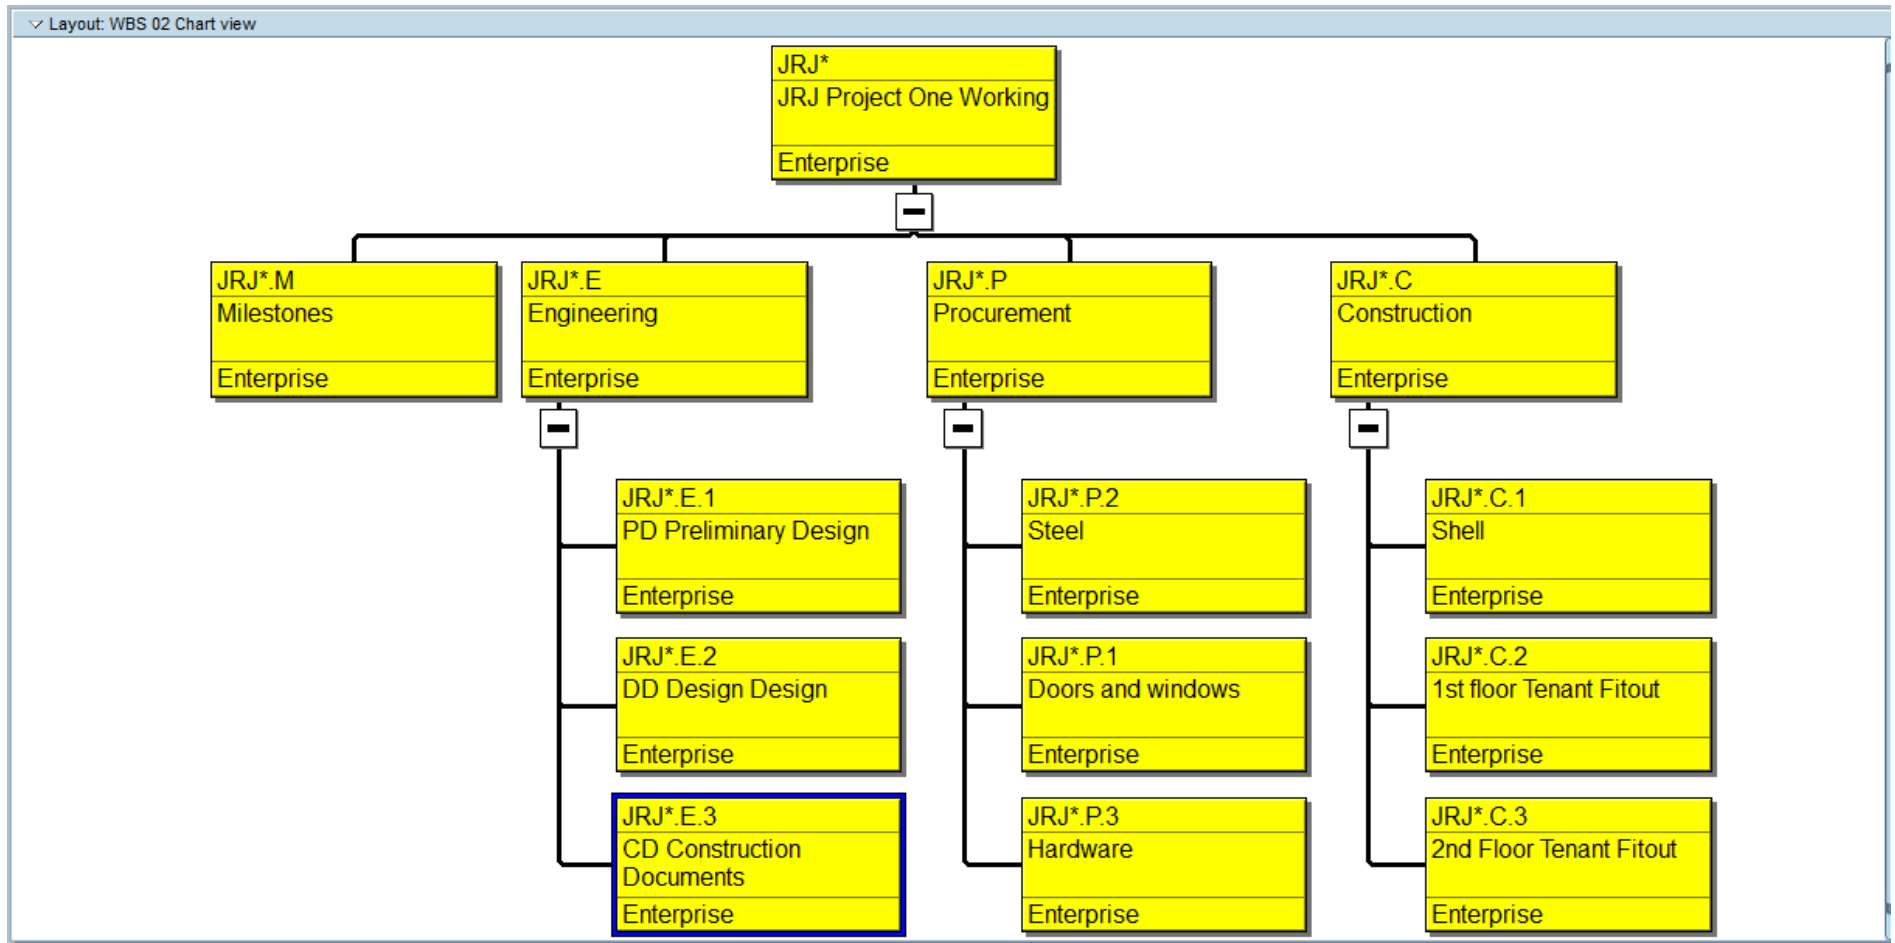 Layout: WBS 02 Chart view
JRJ*
JRJ Project One Working
Enterprise
JRJ*.M
Milestones
Enterprise
JRJ*.E
Engineering
Enterprise
JRJ*.P
Procurement
Enterprise
JRJ*.C
Construction
Enterprise
JRJ*.E.1
PD Preliminary Design
Enterprise
JRJ*.E.2
DD Design Design
Enterprise
JRJ*.E.3
CD Construction
Documents
Enterprise
JRJ*.P.2
Steel
Enterprise
JRJ*.P.1
Doors and windows
Enterprise
JRJ*.P.3
Hardware
Enterprise
JRJ*.C.1
Shell
Enterprise
JRJ*.C.2
1st floor Tenant Fitout
Enterprise
JRJ*.C.3
2nd Floor Tenant Fitout
Enterprise